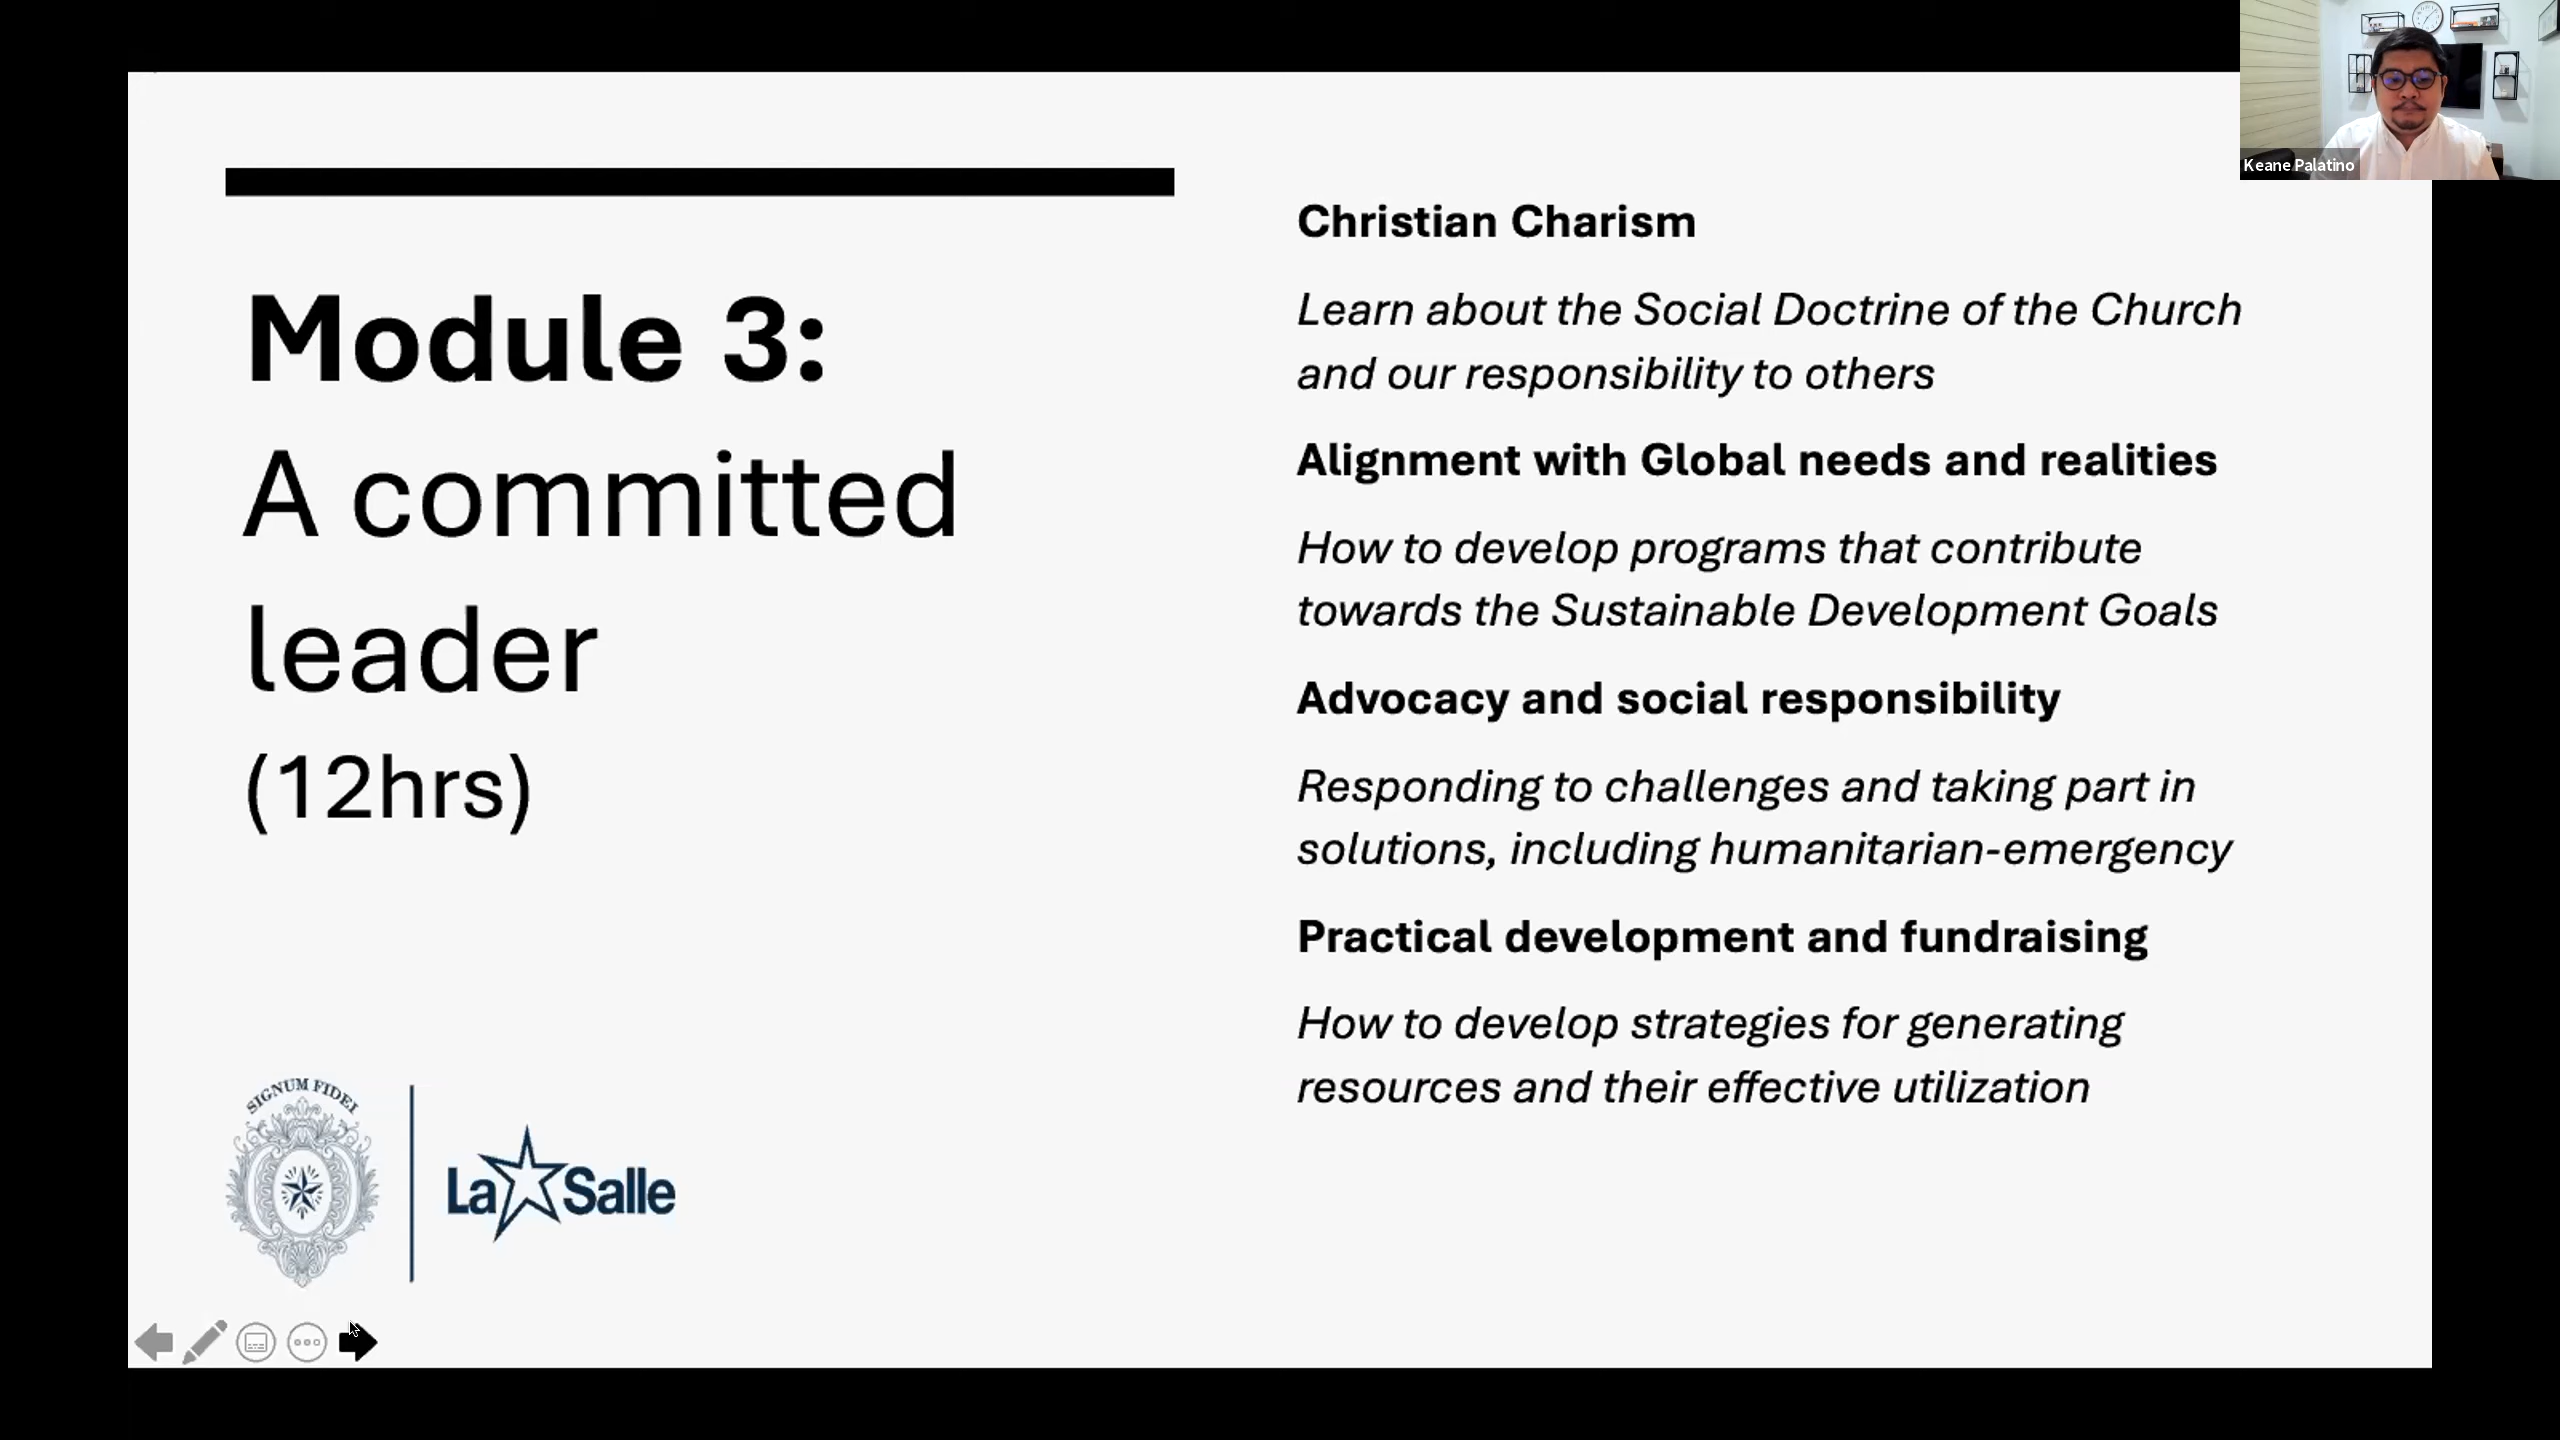 Keane Palatino
Module 3:
A committed
leader
(12hrs)
Christian Charism
Learn about the Social Doctrine of the Church
and our responsibility to others
Alignment with Global needs and realities
How to develop programs that contribute
towards the Sustainable Development Goals
Advocacy and social responsibility
Responding to challenges and taking part in
solutions, including humanitarian-emergency
Practical development and fundraising
How to develop strategies for generating
resources and their effective utilization
SIGNUM FIDEI
La Salle